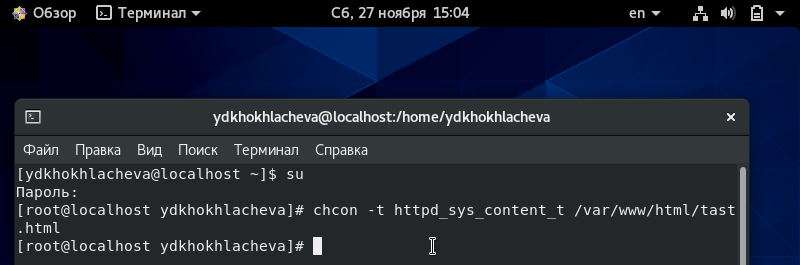 Обзор Терминал Сб, 27 ноября 15:04 en
ydkhokhlacheva@localhost:/home/ydkhokhlacheva
Файл Правка Вид Поиск Терминал Справка
[ydkhokhlacheva@localhost ~]$ su
Пароль:
[root@localhost ydkhokhlacheva]# chcon -t httpd_sys_content_t /var/www/html/tast
.html
[root@localhost ydkhokhlacheva]#